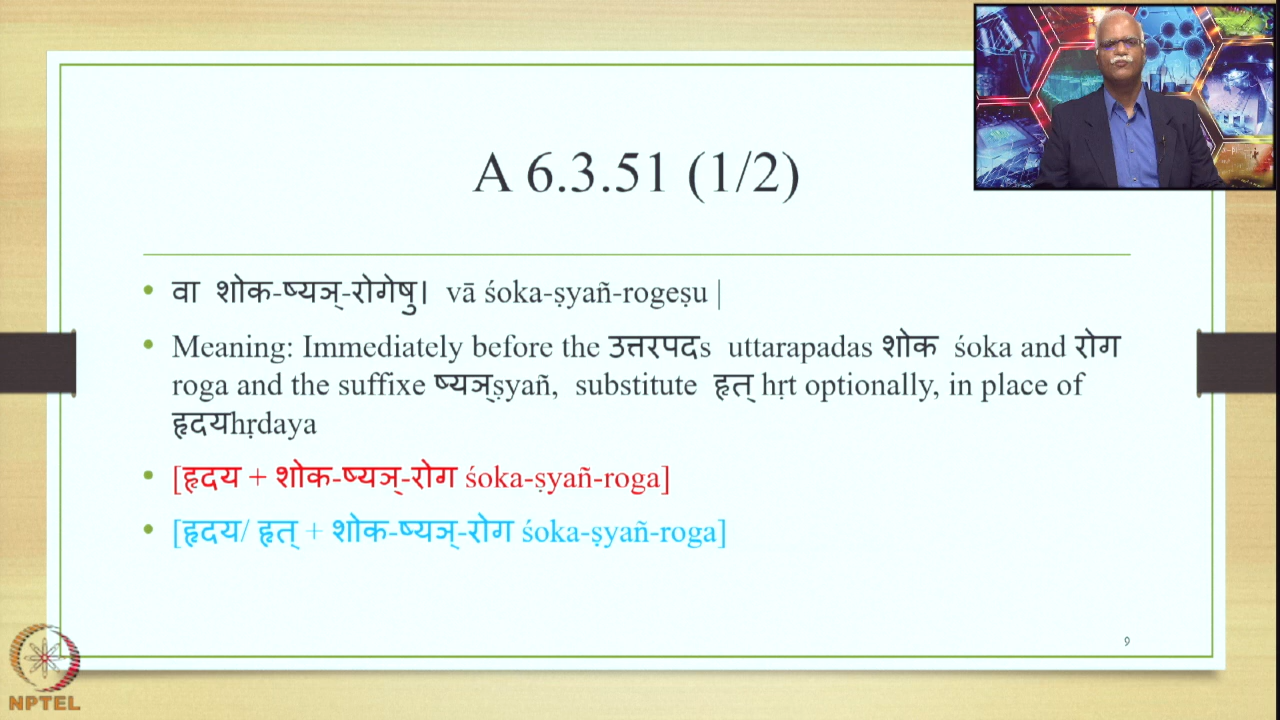 A 6.3.51 (1/2)
• वा शोक-ष्यञ्-रोगेषु। vā śoka-ṣyañ-rogeṣu |
• Meaning: Immediately before the उत्तरपदs uttarapadas शोक śoka and रोग
roga and the suffixe ष्यञ्ṣyañ, substitute हृत् hṛt optionally, in place of
हृदयhṛdaya
• [हृदय + शोक-ष्यञ्-रोग śoka-ṣyañ-roga]
• [हृदय/ हृत् + शोक-ष्यञ्-रोग śoka-ṣyañ-roga]
9
NPTEL